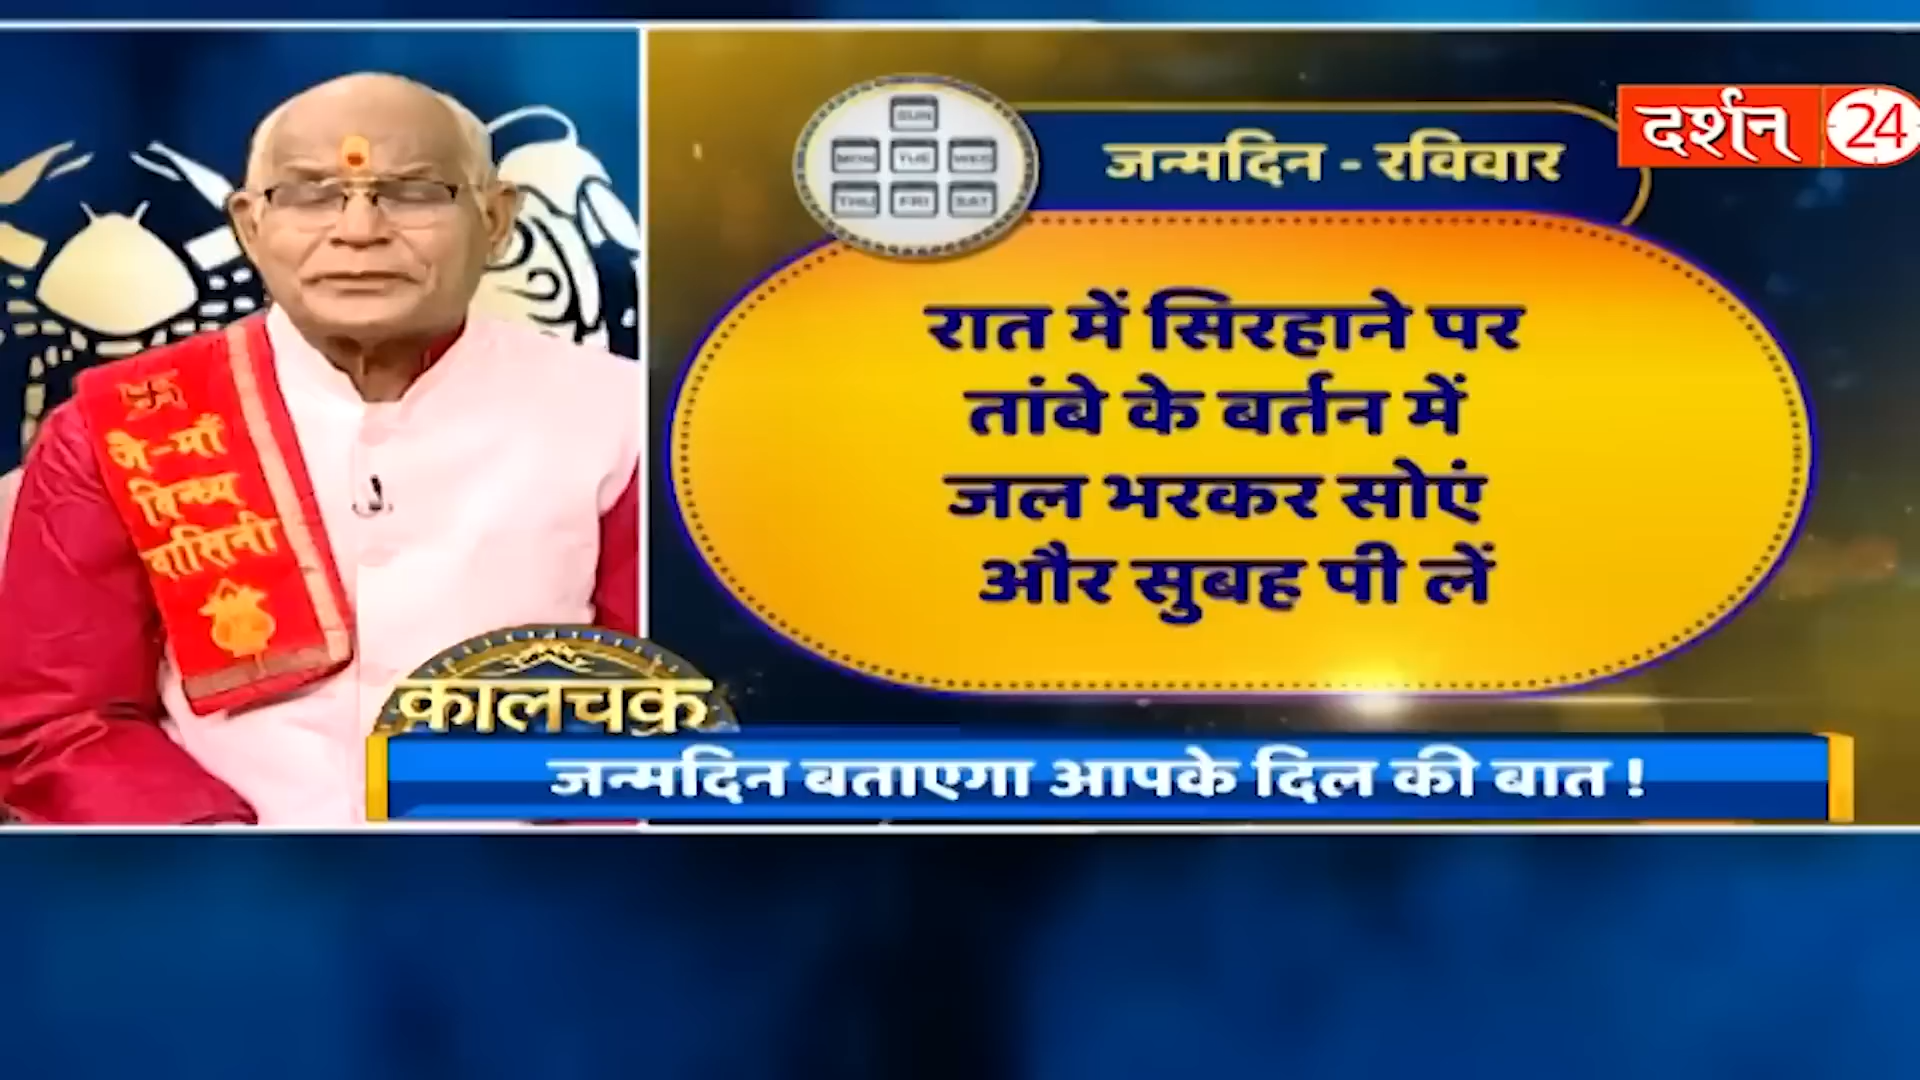 जन्मदिन - रविवार
दर्शन 24
SUN
MON TUE WED
THU FRI SAT
रात में सिरहाने पर
तांबे के बर्तन में
जल भरकर सोएं
और सुबह पी लें
जै-माँ
विन्ध्य
वासिनी
कालचक्र
जन्मदिन बताएगा आपके दिल की बात !